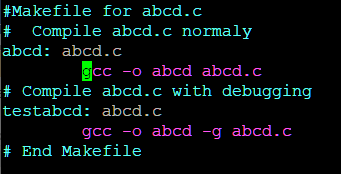 #Makefile for abcd.c
#  Compile abcd.c normaly
abcd: abcd.c
        gcc -o abcd abcd.c
# Compile abcd.c with debugging
testabcd: abcd.c
        gcc -o abcd -g abcd.c
# End Makefile